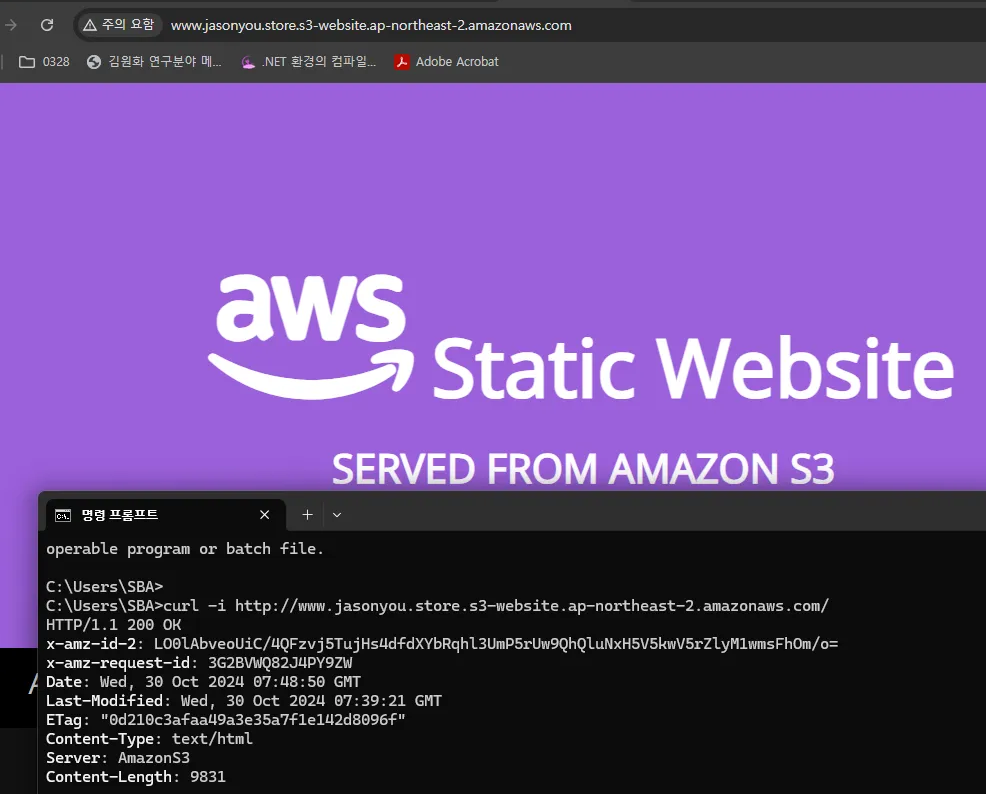 주의 요함 www.jasonyou.store.s3-website.ap-northeast-2.amazonaws.com
0328 김원화 연구분야 메... .NET 환경의 컴파일... Adobe Acrobat
aws
Static Website
SERVED FROM AMAZON S3
명령 프롬프트
operable program or batch file.
C:\Users\SBA>
C:\Users\SBA>curl -i http://www.jasonyou.store.s3-website.ap-northeast-2.amazonaws.com/
HTTP/1.1 200 OK
x-amz-id-2: LO0lAbveoUiC/4QFzvj5TujHs4dfdXYbRqhl3UmP5rUw9QhQluNxH5V5kwV5rZlyM1wmsFhOm/o=
x-amz-request-id: 3G2BVWQ82J4PY9ZW
Date: Wed, 30 Oct 2024 07:48:50 GMT
Last-Modified: Wed, 30 Oct 2024 07:39:21 GMT
ETag: "0d210c3afaa49a3e35a7f1e142d8096f"
Content-Type: text/html
Server: AmazonS3
Content-Length: 9831